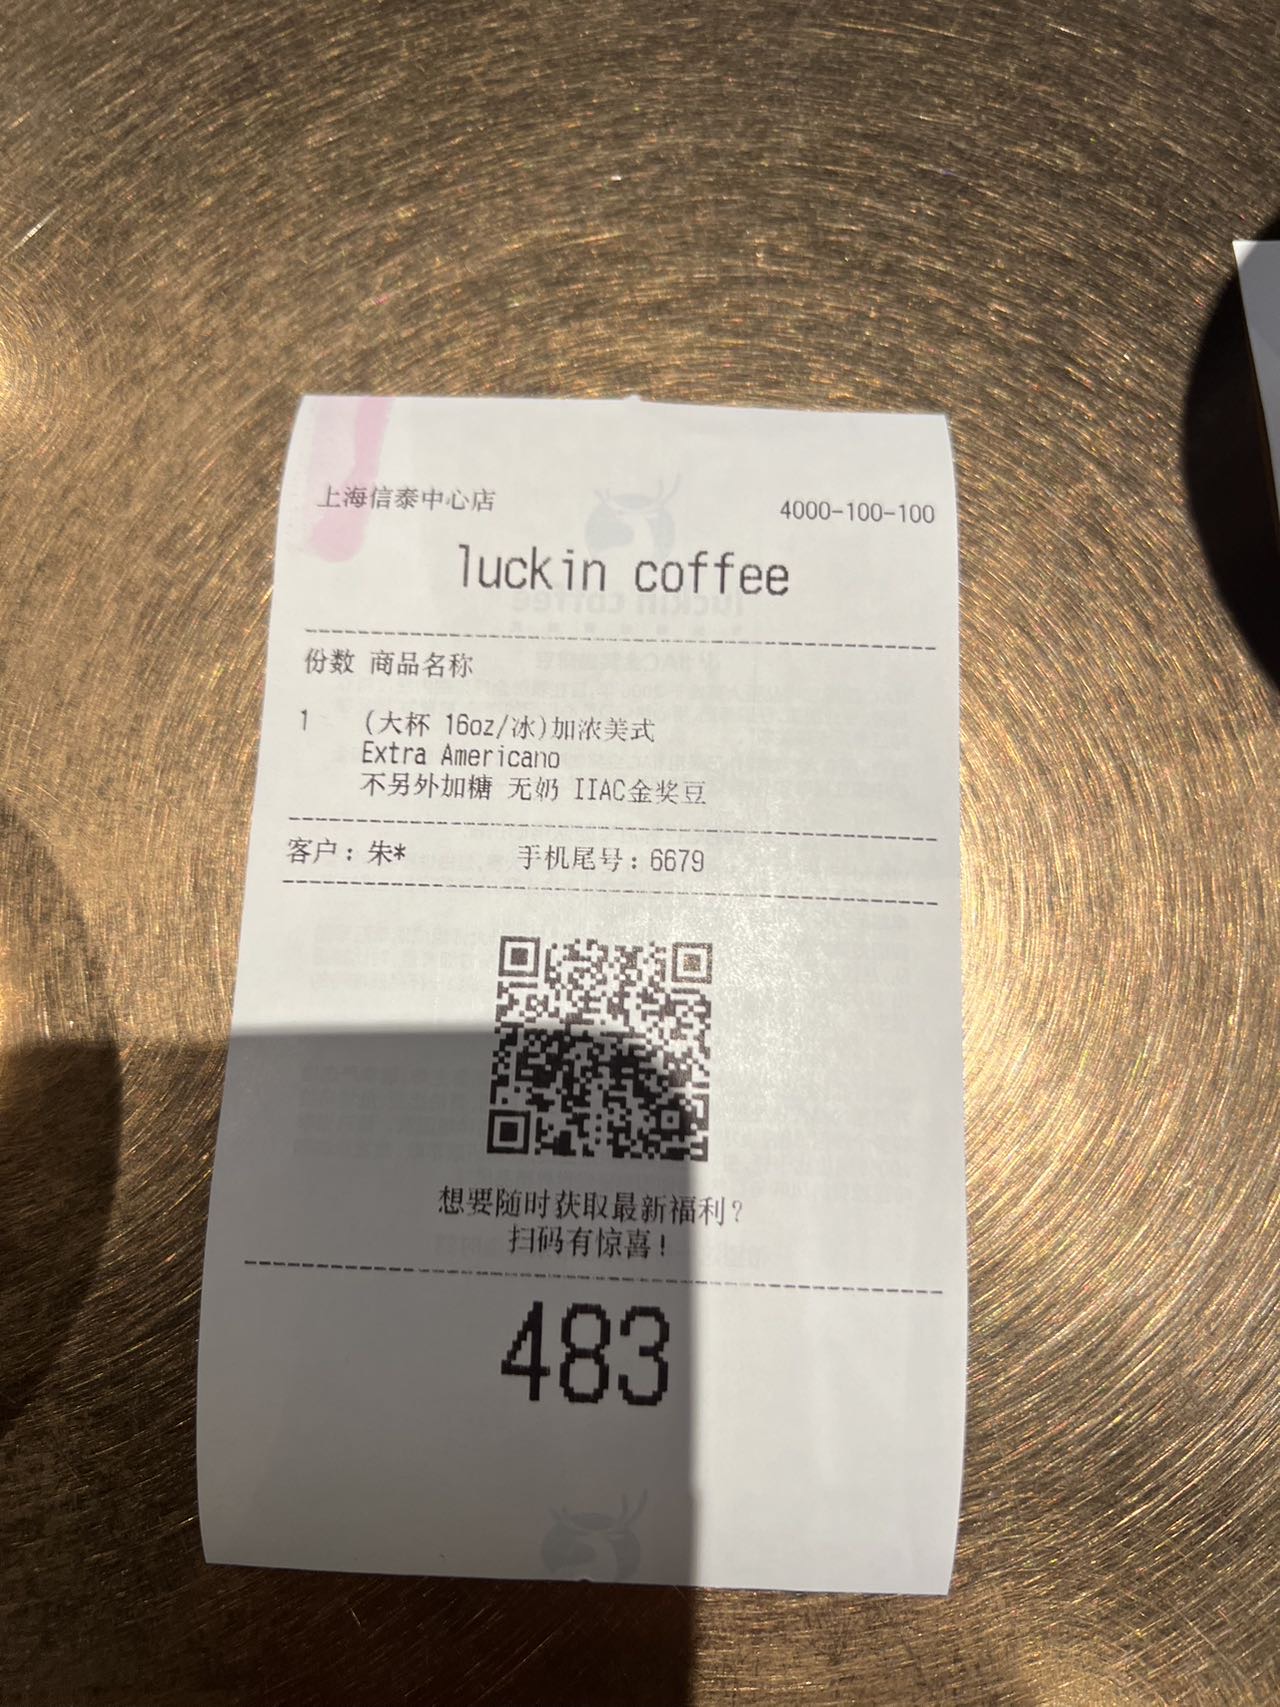 上海信泰中心店 4000-100-100
luckin coffee
份数 商品名称
1 (大杯 16oz/冰)加浓美式
Extra Americano
不另外加糖 无奶 IIAC金奖豆
客户：朱* 手机尾号：6679
想要随时获取最新福利？
扫码有惊喜！
483